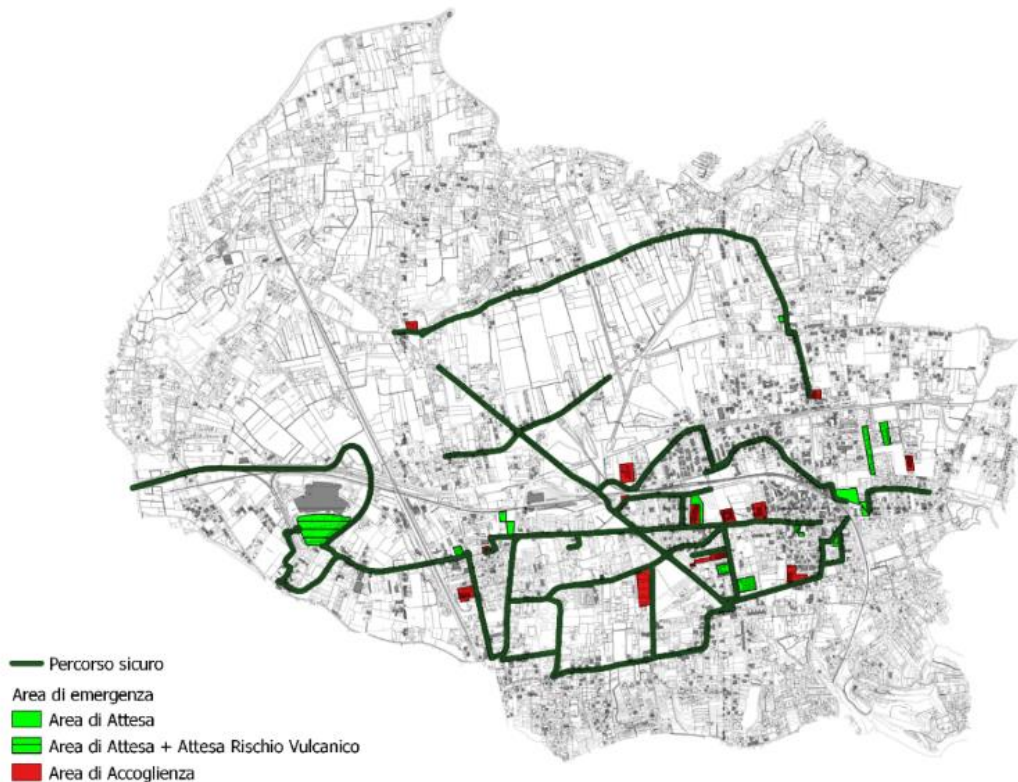 Percorso sicuro
Area di emergenza
Area di Attesa
Area di Attesa + Attesa Rischio Vulcanico
Area di Accoglienza